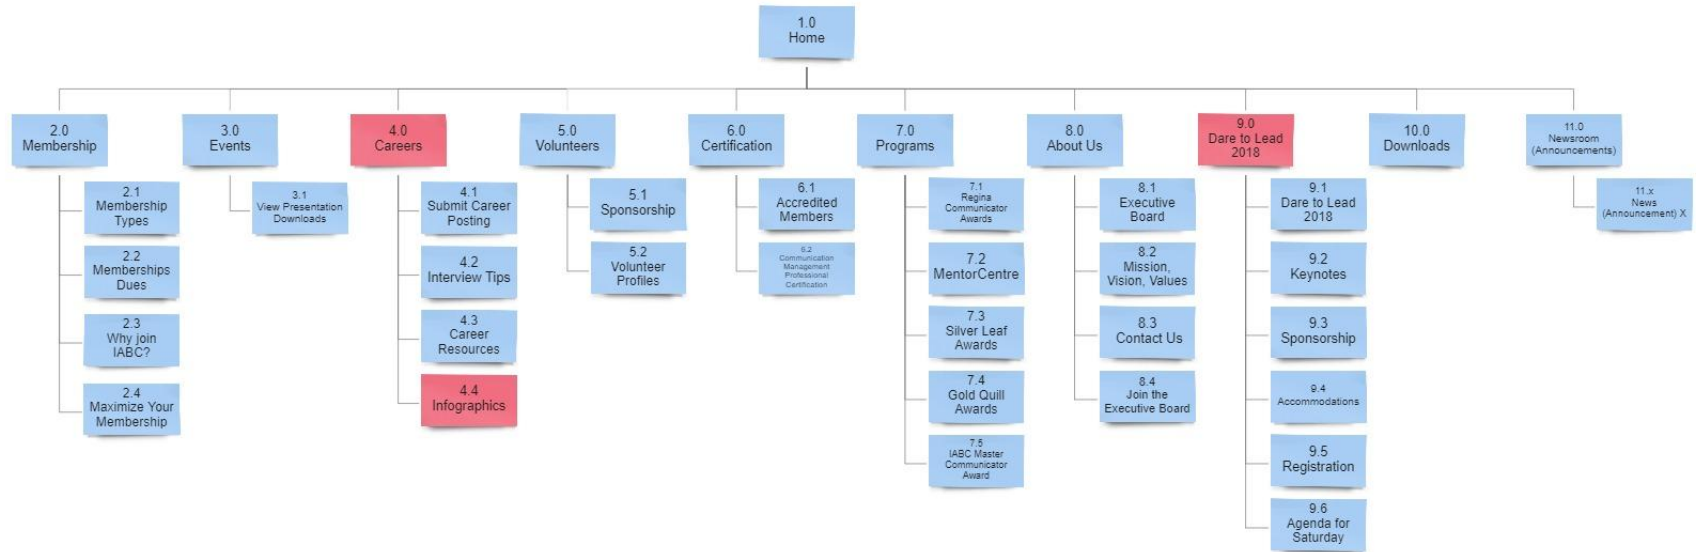 1.0
Home
2.0
Membership
3.0
Events
4.0
Careers
5.0
Volunteers
6.0
Certification
7.0
Programs
8.0
About Us
9.0
Dare to Lead
2018
10.0
Downloads
11.0
Newsroom
(Announcements)
2.1
Membership
Types
2.2
Memberships
Dues
2.3
Why join
IABC?
2.4
Maximize Your
Membership
3.1
View Presentation
Downloads
4.1
Submit Career
Posting
4.2
Interview Tips
4.3
Career
Resources
4.4
Infographics
5.1
Sponsorship
5.2
Volunteer
Profiles
6.1
Accredited
Members
6.2
Communication
Management
Professional
Certification
7.1
Regina
Communicator
Awards
7.2
MentorCentre
7.3
Silver Leaf
Awards
7.4
Gold Quill
Awards
7.5
IABC Master
Communicator
Award
8.1
Executive
Board
8.2
Mission,
Vision, Values
8.3
Contact Us
8.4
Join the
Executive Board
9.1
Dare to Lead
2018
9.2
Keynotes
9.3
Sponsorship
9.4
Accommodations
9.5
Registration
9.6
Agenda for
Saturday
11.x
News
(Announcement) X